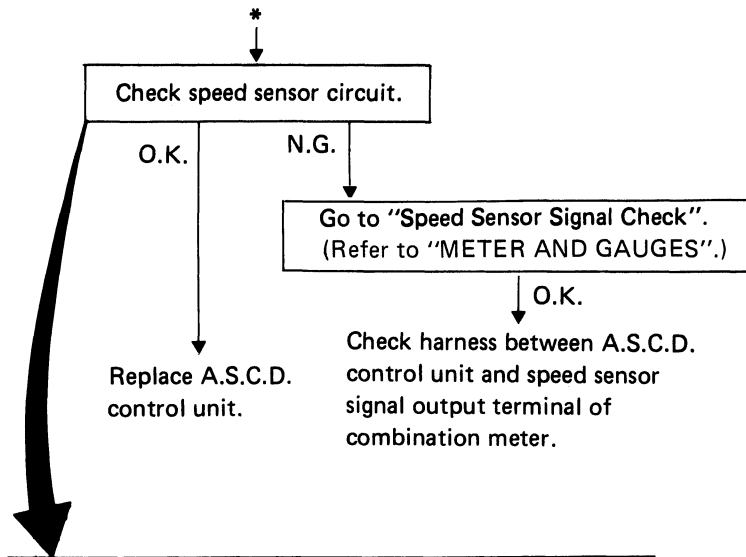 *
Check speed sensor circuit.
O.K.
N.G.
Go to "Speed Sensor Signal Check".
(Refer to "METER AND GAUGES".)
O.K.
Replace A.S.C.D.
control unit.
Check harness between A.S.C.D.
control unit and speed sensor
signal output terminal of
combination meter.